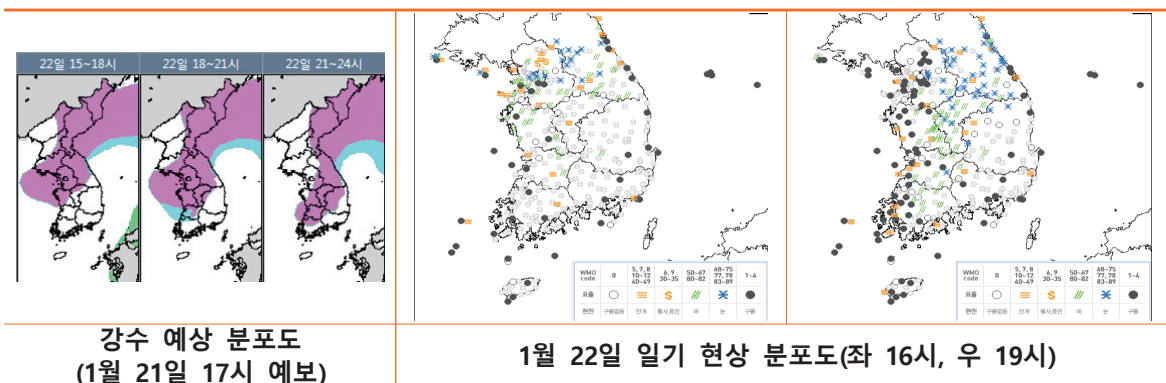 22일 15~18시
22일 18~21시
22일 21~24시
WMO code 0 5, 7, 8 10~12 40~49 6, 9 30~35 50~67 80~82 68~75 77, 78 83~89 1~4
표출 S
현천 구름없음 안개 황사,풍진 비 눈 구름
WMO code 0 5, 7, 8 10~12 40~49 6, 9 30~35 50~67 80~82 68~75 77, 78 83~89 1~4
표출 S
현천 구름없음 안개 황사,풍진 비 눈 구름
강수 예상 분포도
(1월 21일 17시 예보)
1월 22일 일기 현상 분포도(좌 16시, 우 19시)